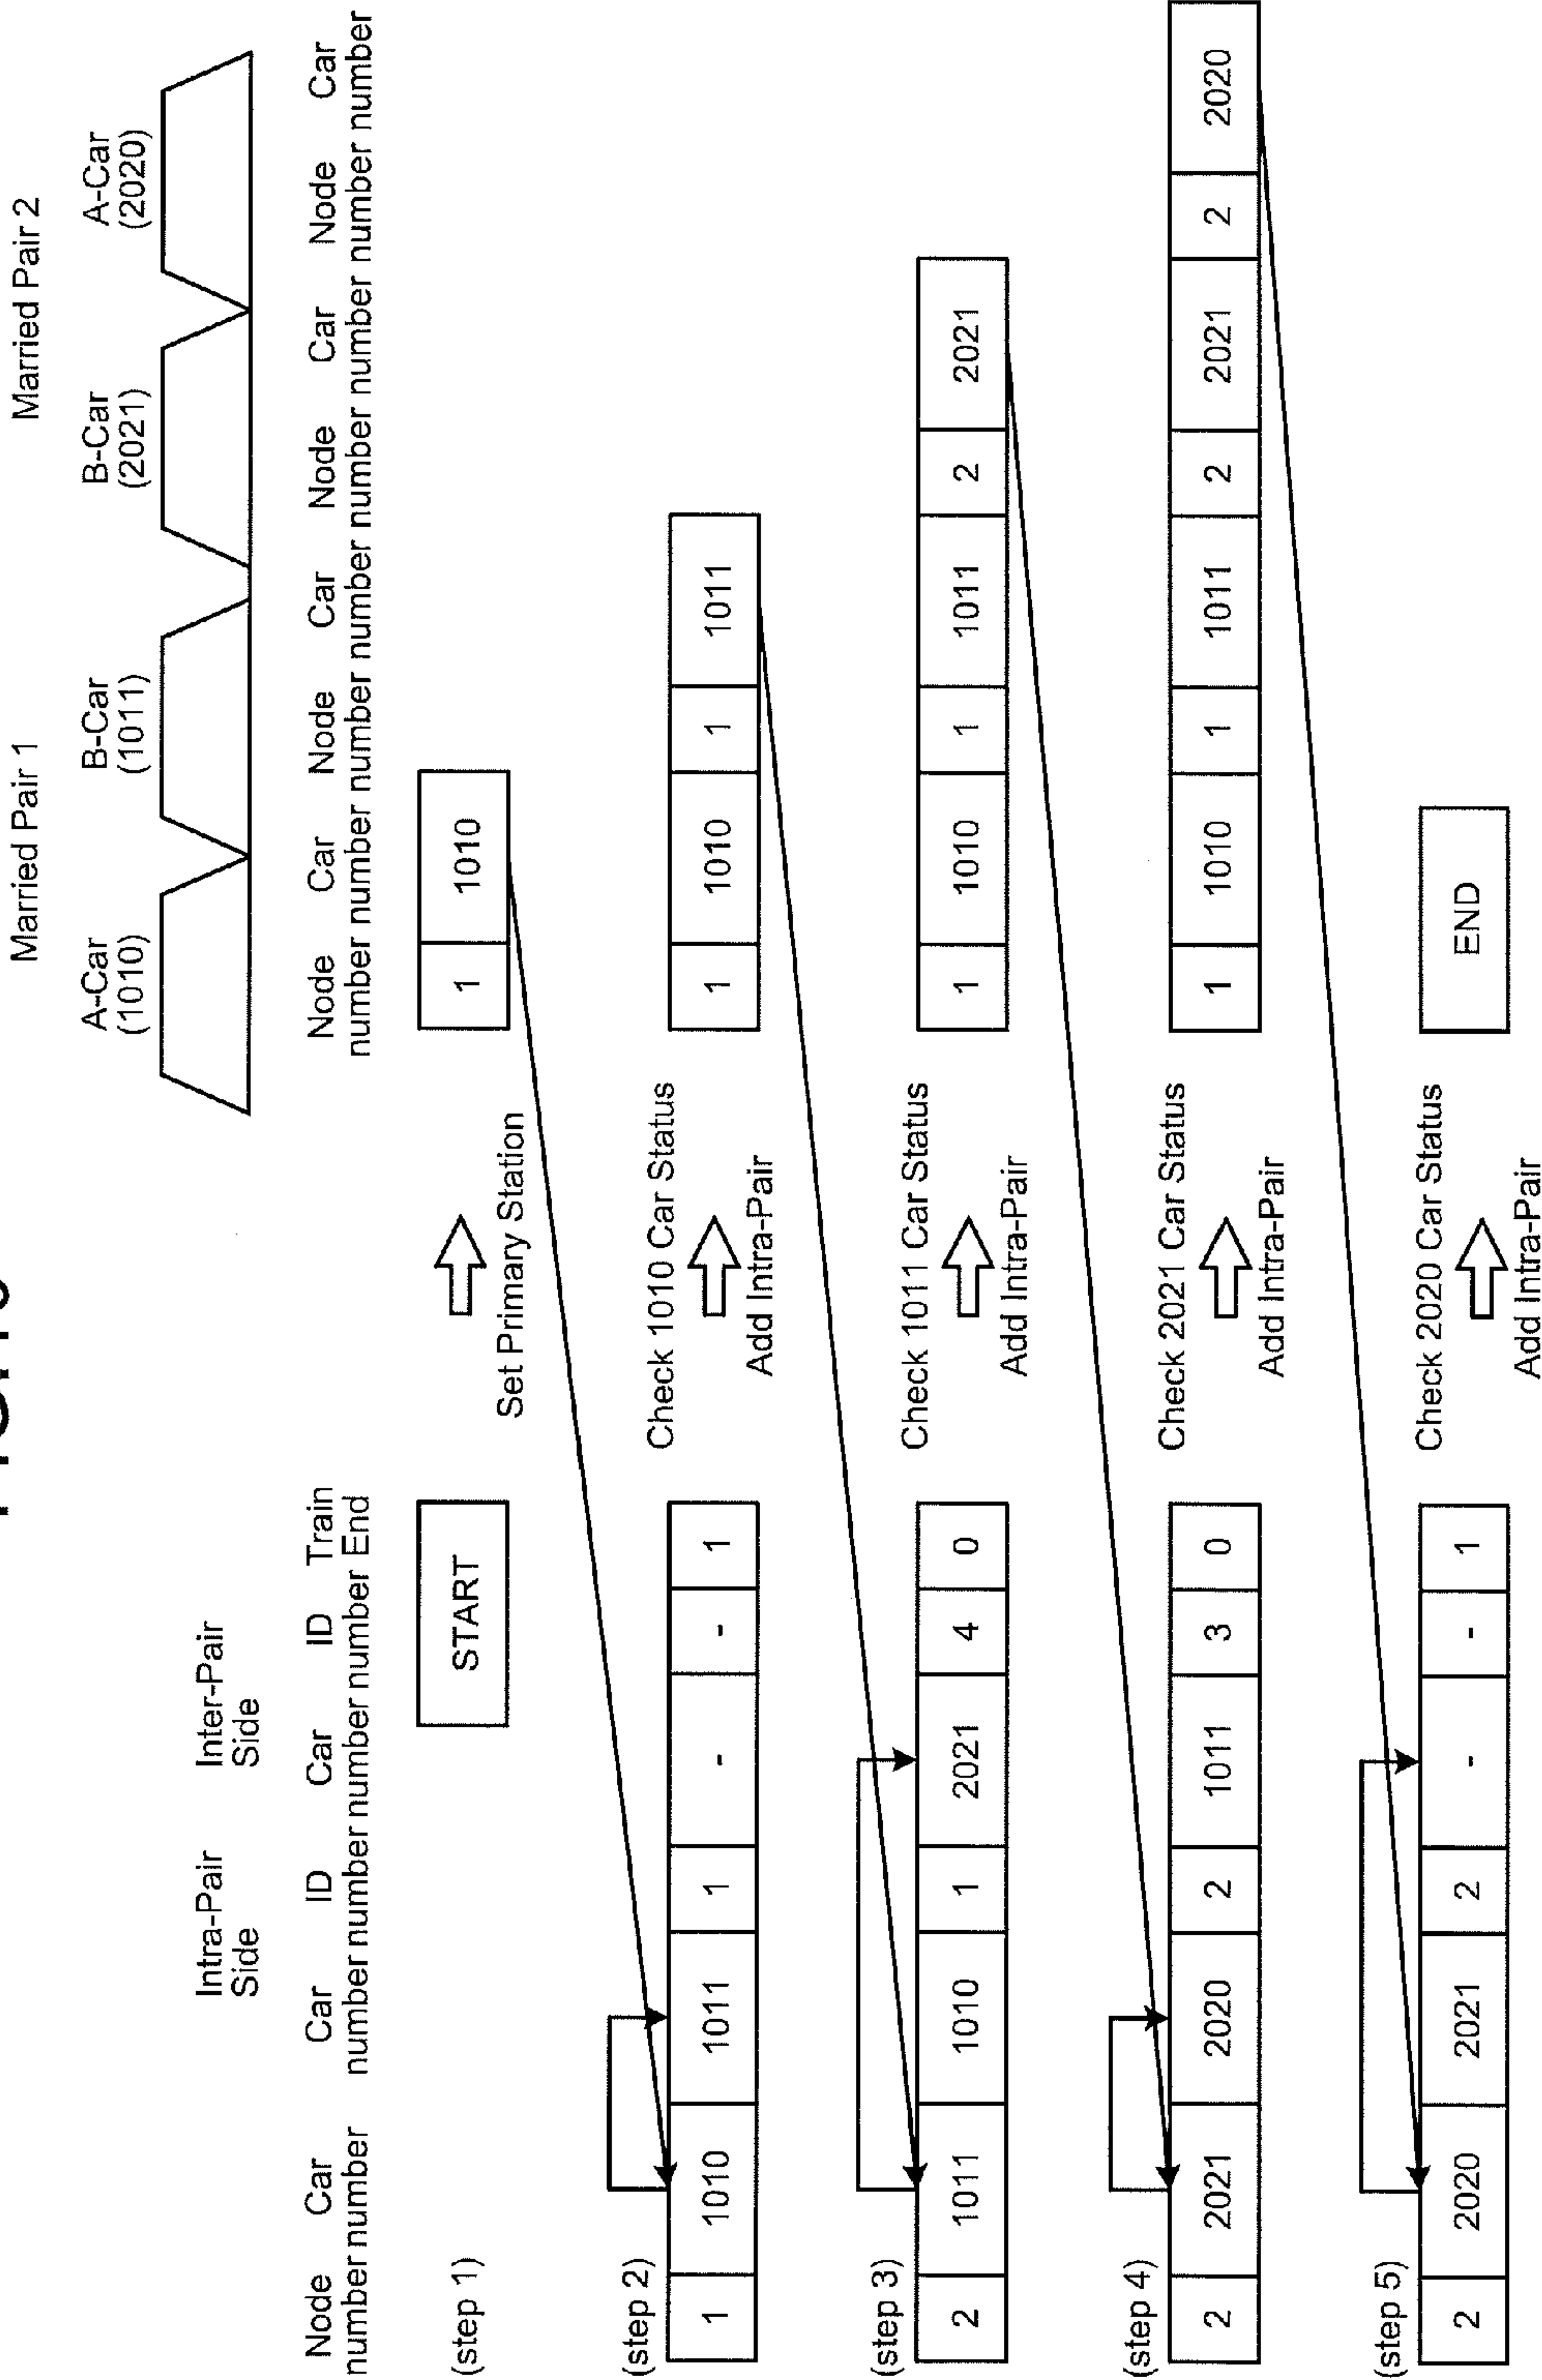 Married Pair 1 Married Pair 2
A-Car B-Car B-Car A-Car
(1010) (1011) (2021) (2020)
Intra-Pair Inter-Pair
Side Side
Node Car Car ID Car ID Train Node Car Node Car Node Car Node Car
number number number number number number End number number number number number number number number
(step 1)
START
Set Primary Station
1 1010
(step 2)
Check 1010 Car Status
1 1010 1011 1 - - 1
1 1010 1 1011
Add Intra-Pair
(step 3)
Check 1011 Car Status
2 1011 1010 1 2021 4 0
1 1010 1 1011 2 2021
Add Intra-Pair
(step 4)
Check 2021 Car Status
2 2021 2020 2 1011 3 0
1 1010 1 1011 2 2021 2 2020
Add Intra-Pair
(step 5)
Check 2020 Car Status
2 2020 2021 2 - - 1
END
Add Intra-Pair